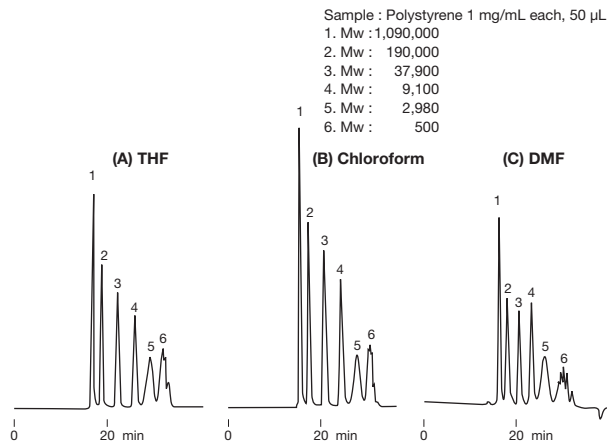 Sample : Polystyrene 1 mg/mL each, 50 µL
1. Mw : 1,090,000
2. Mw : 190,000
3. Mw : 37,900
4. Mw : 9,100
5. Mw : 2,980
6. Mw : 500
(A) THF
(B) Chloroform
(C) DMF
1
2
3
4
5
6
1
2
3
4
5
6
1
2
3
4
5
6
0
20 min
0
20 min
0
20 min